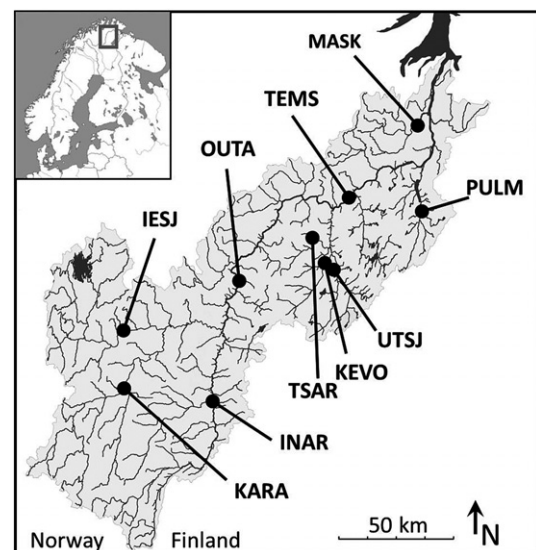 MASK
TEMS
OUTA
PULM
IESJ
UTSJ
KEVO
TSAR
INAR
KARA
50 km
N
Norway Finland